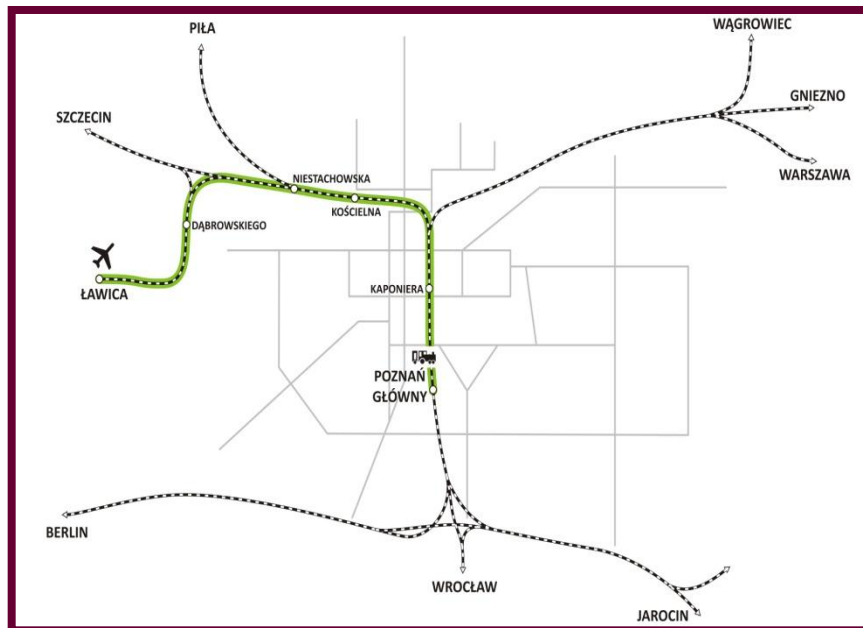 PIŁA
WĄGROWIEC
GNIEZNO
SZCZECIN
WARSZAWA
NIESTACHOWSKA
KOŚCIELNA
DĄBROWSKIEGO
ŁAWICA
KAPONIERA
POZNAŃ
GŁÓWNY
BERLIN
WROCŁAW
JAROCIN